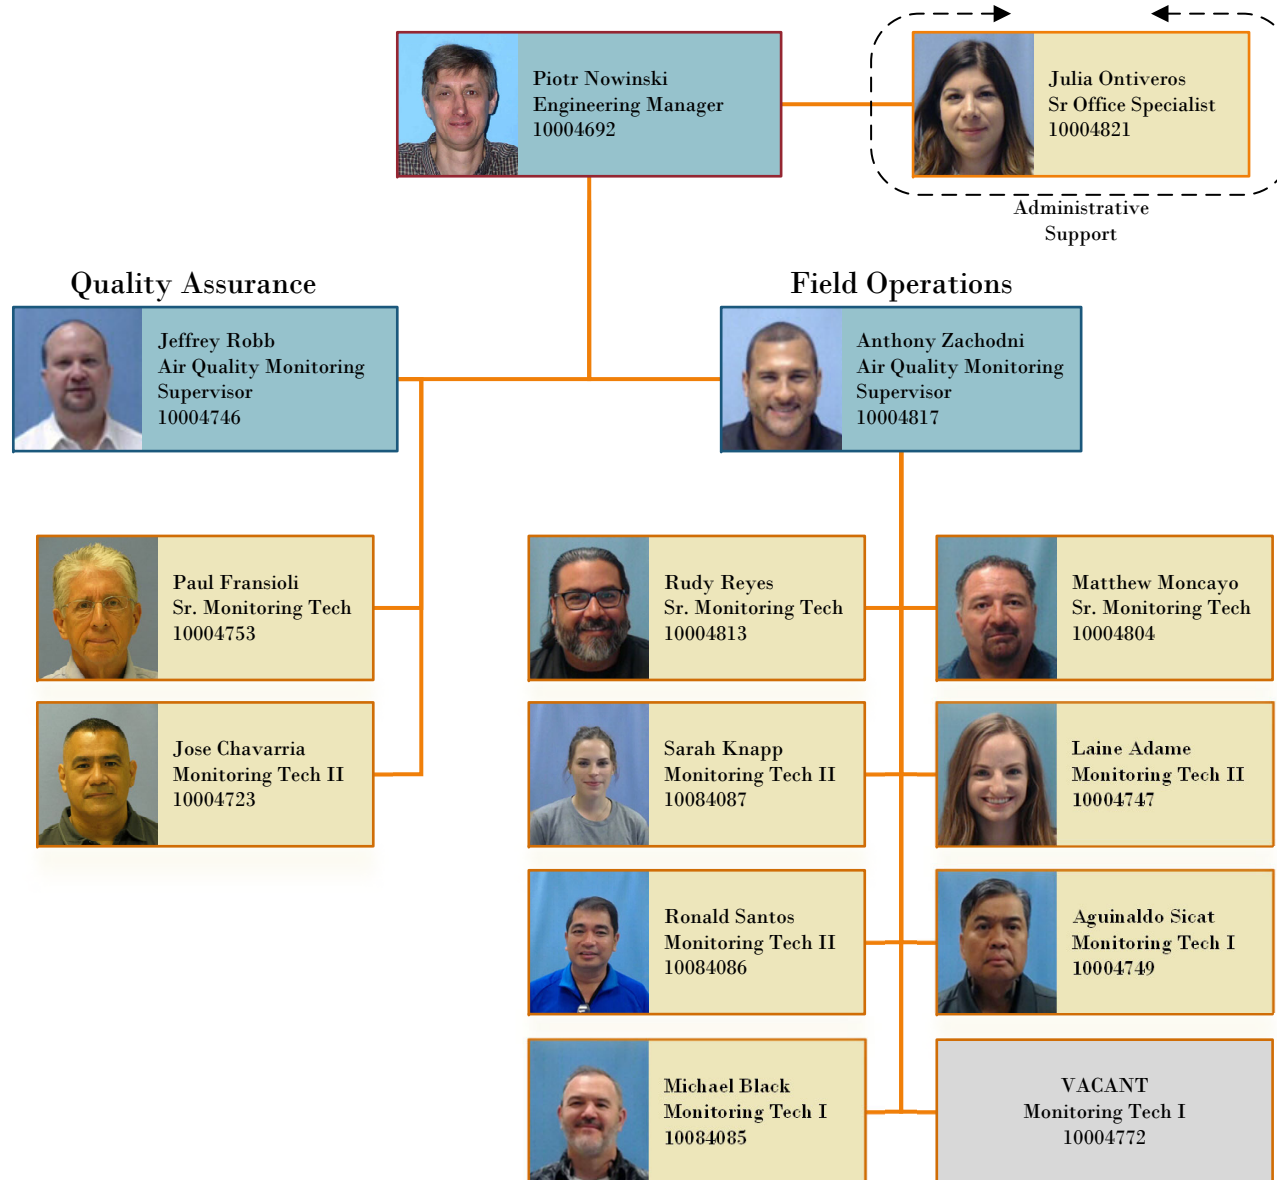 Piotr Nowinski
Engineering Manager
10004692
Julia Ontiveros
Sr Office Specialist
10004821
Administrative
Support
Quality Assurance
Field Operations
Jeffrey Robb
Air Quality Monitoring
Supervisor
10004746
Anthony Zachodni
Air Quality Monitoring
Supervisor
10004817
Paul Fransioli
Sr. Monitoring Tech
10004753
Rudy Reyes
Sr. Monitoring Tech
10004813
Matthew Moncayo
Sr. Monitoring Tech
10004804
Jose Chavarria
Monitoring Tech II
10004723
Sarah Knapp
Monitoring Tech II
10084087
Laine Adame
Monitoring Tech II
10004747
Ronald Santos
Monitoring Tech II
10084086
Aguinaldo Sicat
Monitoring Tech I
10004749
Michael Black
Monitoring Tech I
10084085
VACANT
Monitoring Tech I
10004772